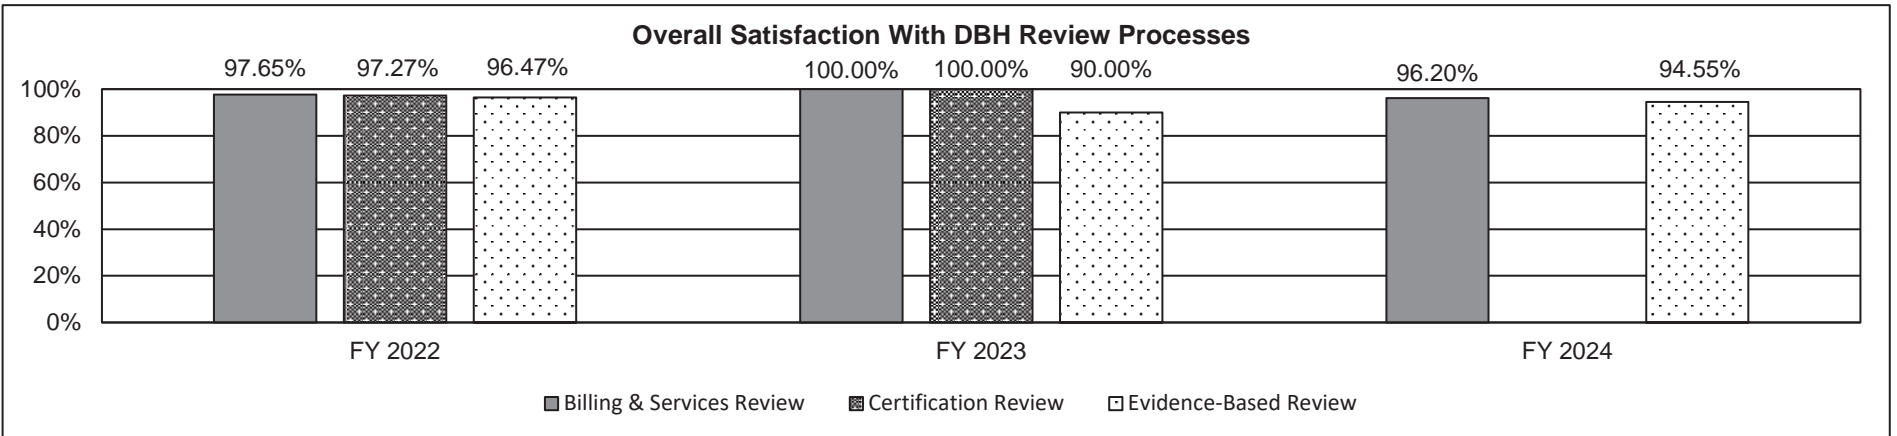 Overall Satisfaction With DBH Review Processes
97.65% 97.27% 96.47% 100.00% 100.00% 90.00% 96.20% 94.55%
100%
80%
60%
40%
20%
0%
FY 2022 FY 2023 FY 2024
Billing & Services Review Certification Review Evidence-Based Review